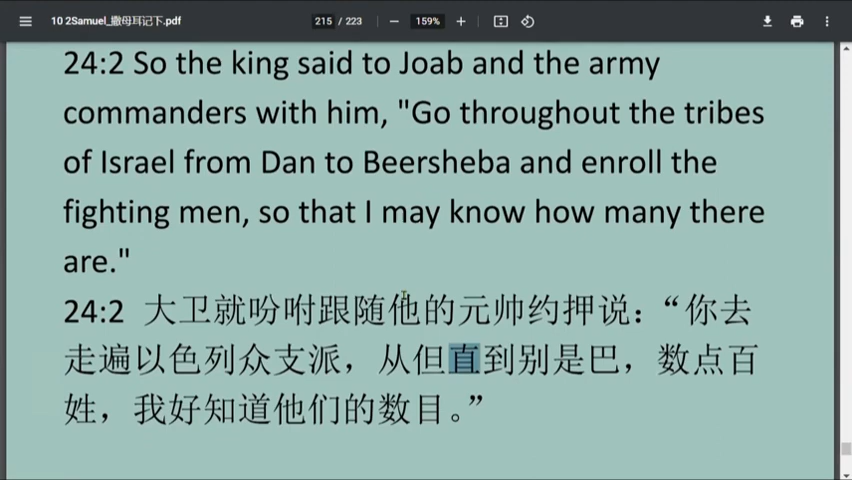 10 2Samuel_撒母耳记下.pdf
215 / 223
159%
24:2 So the king said to Joab and the army
commanders with him, "Go throughout the tribes
of Israel from Dan to Beersheba and enroll the
fighting men, so that I may know how many there
are."
24:2 大卫就吩咐跟随他的元帅约押说：“你去
走遍以色列众支派，从但直到别是巴，数点百
姓，我好知道他们的数目。”